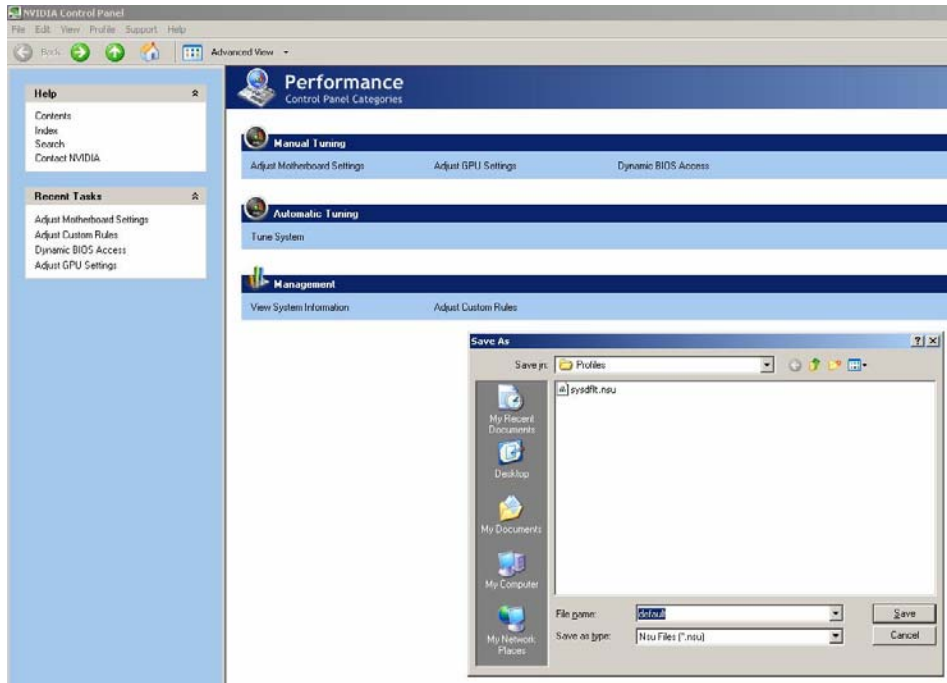 NVIDIA Control Panel
File Edit View Profile Support Help
Back Advanced View
Performance
Control Panel Categories
Help
Contents
Index
Search
Contact NVIDIA
Recent Tasks
Adjust Motherboard Settings
Adjust Custom Rules
Dynamic BIOS Access
Adjust GPU Settings
Manual Tuning
Adjust Motherboard Settings Adjust GPU Settings Dynamic BIOS Access
Automatic Tuning
Tune System
Management
View System Information Adjust Custom Rules
Save As
Save in: Profiles
sysdflt.nsu
My Recent
Documents
Desktop
My Documents
My Computer
My Network
Places
File name: default Save
Save as type: Nsu Files (*.nsu) Cancel